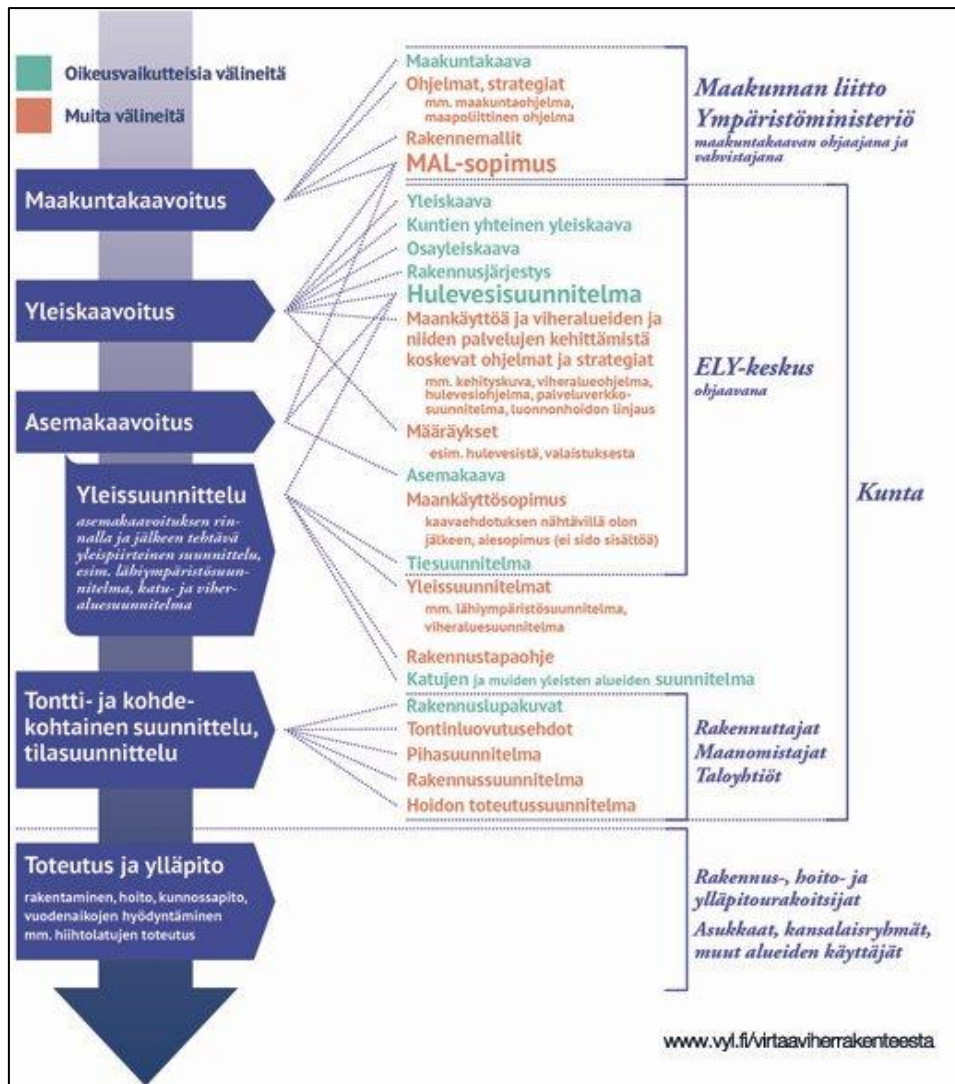 Oikeusvaikutteisia välineitä
Muita välineitä
Maakuntakaavoitus
Yleiskaavoitus
Asemakaavoitus
Yleissuunnittelu
asemakaavoituksen rin-
nalla ja jälkeen tehtävä
yleispiirteinen suunnittelu,
esim. lähiympäristösuun-
nitelma, katu- ja viher-
aluesuunnitelma
Tontti- ja kohde-
kohtainen suunnittelu,
tilasuunnittelu
Toteutus ja ylläpito
rakentaminen, hoito, kunnossapito,
vuodenaikojen hyödyntäminen
mm. hiihtolatujen toteutus
Maakuntakaava
Ohjelmat, strategiat
mm. maakuntaohjelma,
maapoliittinen ohjelma
Rakennemallit
MAL-sopimus
Yleiskaava
Kuntien yhteinen yleiskaava
Osayleiskaava
Rakennusjärjestys
Hulevesisuunnitelma
Maankäyttöä ja viheralueiden ja
niiden palvelujen kehittämistä
koskevat ohjelmat ja strategiat
mm. kehityskuva, viheralueohjelma,
hulevesiohjelma, palveluverkko-
suunnitelma, luonnonhoidon linjaus
Määräykset
esim. hulevesistä, valaistuksesta
Asemakaava
Maankäyttösopimus
kaavaehdotuksen nähtävillä olon
jälkeen, aiesopimus (ei sido sisältöä)
Tiesuunnitelma
Yleissuunnitelmat
mm. lähiympäristösuunnitelma,
viheraluesuunnitelma
Rakennustapaohje
Katujen ja muiden yleisten alueiden suunnitelma
Rakennuslupakuvat
Tontinluovutusehdot
Pihasuunnitelma
Rakennussuunnitelma
Hoidon toteutussuunnitelma
Maakunnan liitto
Ympäristöministeriö
maakuntakaavan ohjaajana ja
vahvistajana
ELY-keskus
ohjaavana
Kunta
Rakennuttajat
Maanomistajat
Taloyhtiöt
Rakennus-, hoito- ja
ylläpitourakoitsijat
Asukkaat, kansalaisryhmät,
muut alueiden käyttäjät
www.vyl.fi/virtaaviherrakenteesta